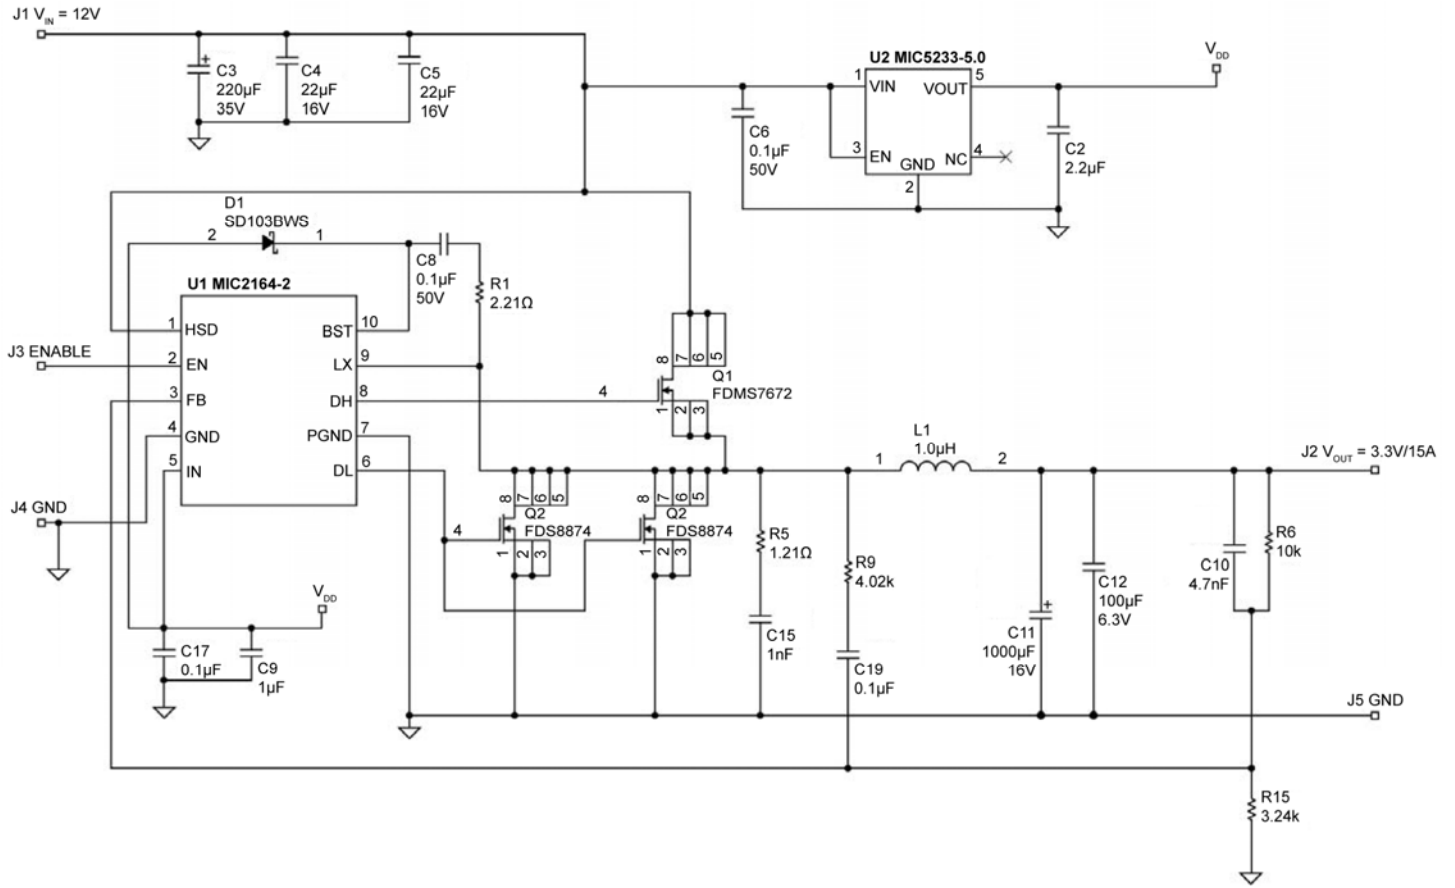 J1 V_IN = 12V
C3
220µF
35V
C4
22µF
16V
C5
22µF
16V
U2 MIC5233-5.0
1
VIN
VOUT
5
V_DD
3
EN
GND
NC
4
2
C6
0.1µF
50V
C2
2.2µF
D1
SD103BWS
2
1
C8
0.1µF
50V
R1
2.21Ω
U1 MIC2164-2
1
HSD
BST
10
J3 ENABLE
2
EN
LX
9
3
FB
DH
8
4
GND
PGND
7
5
IN
DL
6
J4 GND
4
8
7
6
5
Q1
FDMS7672
1
2
3
8
7
6
5
Q2
FDS8874
4
1
2
3
8
7
6
5
Q2
FDS8874
1
2
3
L1
1.0µH
1
2
J2 V_OUT = 3.3V/15A
R5
1.21Ω
C15
1nF
R9
4.02k
C19
0.1µF
C11
1000µF
16V
C12
100µF
6.3V
C10
4.7nF
R6
10k
V_DD
C17
0.1µF
C9
1µF
J5 GND
R15
3.24k